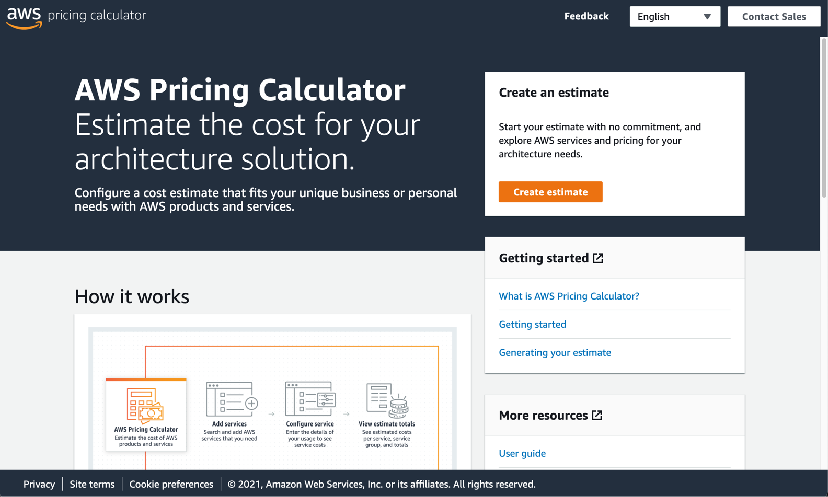 aws pricing calculator
Feedback
English
Contact Sales
AWS Pricing Calculator
Estimate the cost for your
architecture solution.
Configure a cost estimate that fits your unique business or personal
needs with AWS products and services.
Create an estimate
Start your estimate with no commitment, and
explore AWS services and pricing for your
architecture needs.
Create estimate
Getting started
What is AWS Pricing Calculator?
Getting started
Generating your estimate
How it works
AWS Pricing Calculator
Estimate the cost of AWS
products and services
Add services
Search and add AWS
services that you need
Configure service
Enter the details of
your usage to see
service costs
View estimate totals
See estimated costs
per service, service
group, and totals
More resources
User guide
Privacy
Site terms
Cookie preferences
© 2021, Amazon Web Services, Inc. or its affiliates. All rights reserved.